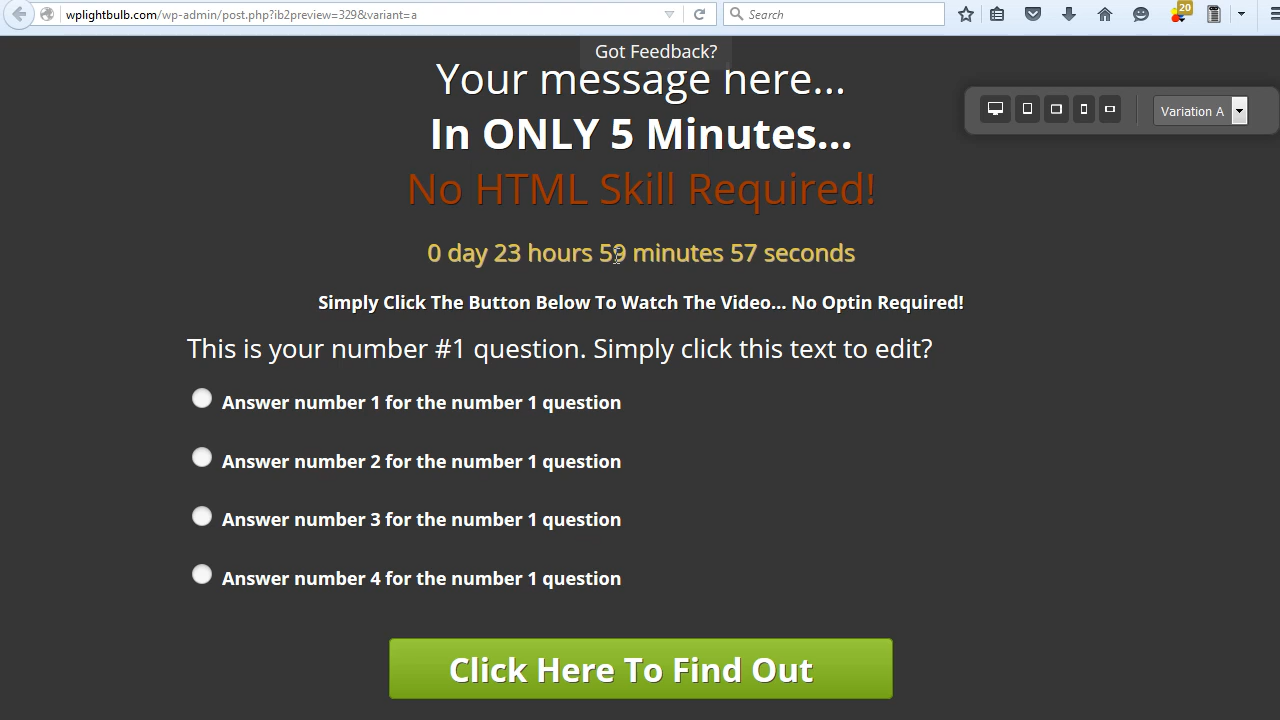 wplightbulb.com/wp-admin/post.php?ib2preview=329&variant=a
Search
20
Got Feedback?
Your message here...
Variation A
In ONLY 5 Minutes...
No HTML Skill Required!
0 day 23 hours 59 minutes 57 seconds
Simply Click The Button Below To Watch The Video... No Optin Required!
This is your number #1 question. Simply click this text to edit?
Answer number 1 for the number 1 question
Answer number 2 for the number 1 question
Answer number 3 for the number 1 question
Answer number 4 for the number 1 question
Click Here To Find Out